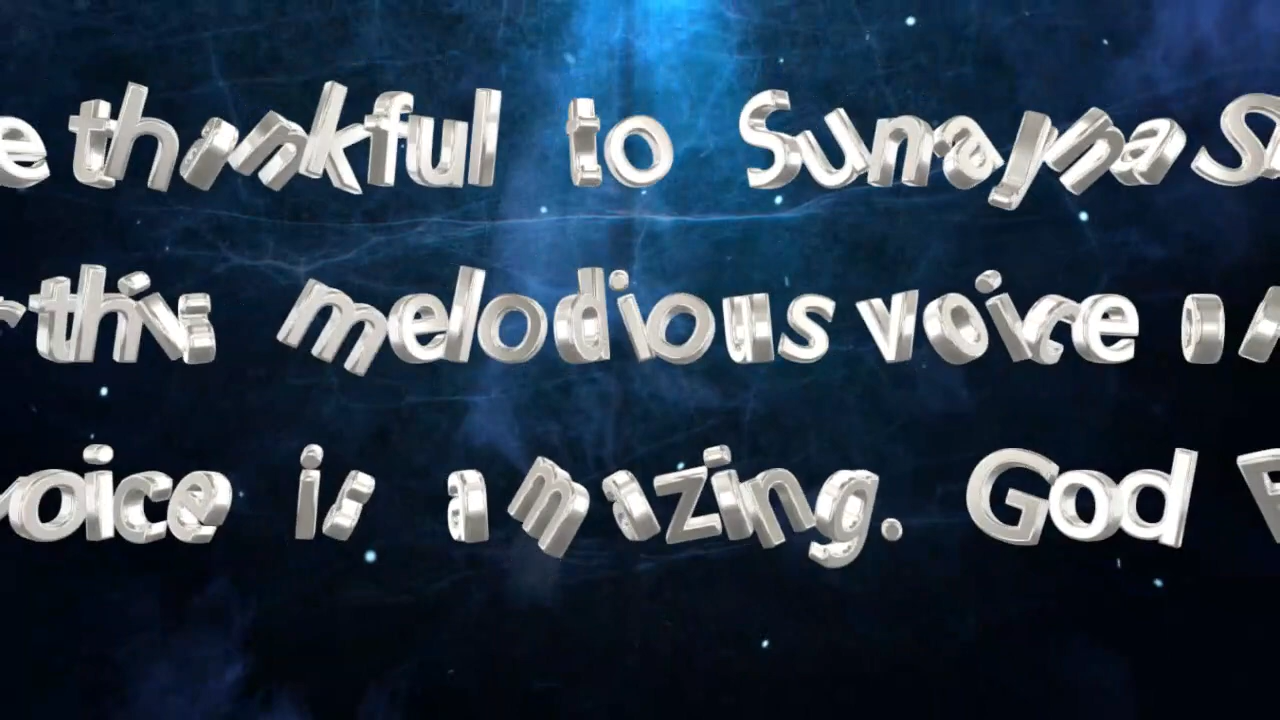 e thankful to Sunayna S
this melodious voice
voice is amazing. God